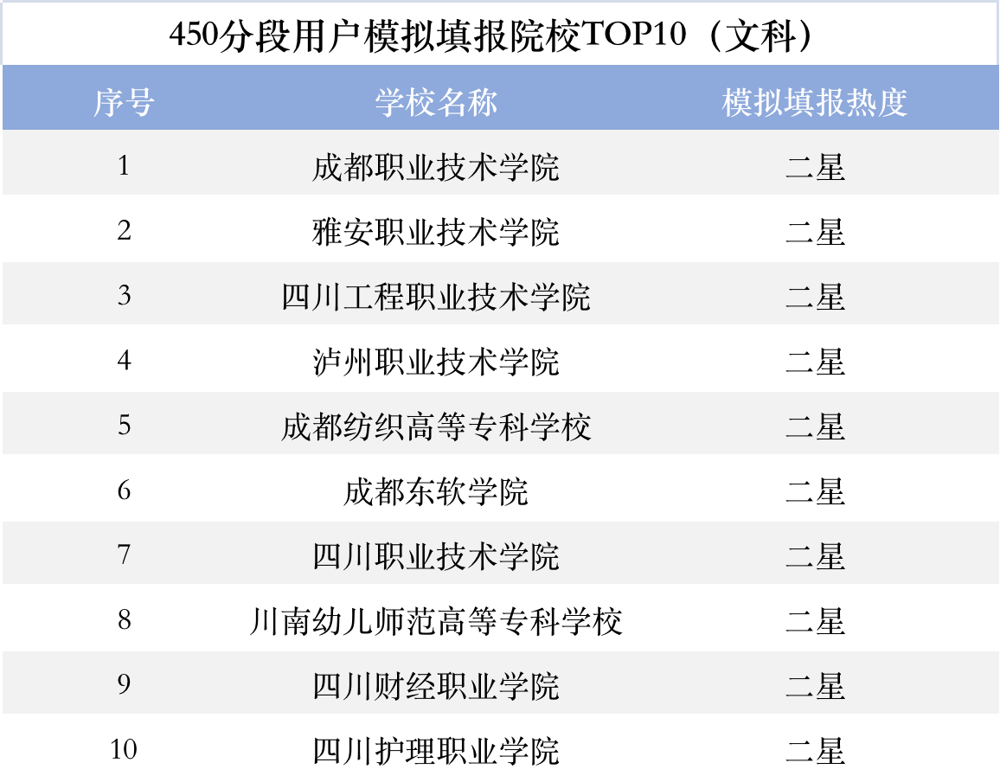 450分段用户模拟填报院校TOP10（文科）
序号 学校名称 模拟填报热度
1 成都职业技术学院 二星
2 雅安职业技术学院 二星
3 四川工程职业技术学院 二星
4 泸州职业技术学院 二星
5 成都纺织高等专科学校 二星
6 成都东软学院 二星
7 四川职业技术学院 二星
8 川南幼儿师范高等专科学校 二星
9 四川财经职业学院 二星
10 四川护理职业学院 二星